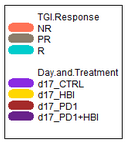 TGI.Response
NR
PR
R
Day.and.Treatment
d17_CTRL
d17_HBI
d17_PD1
d17_PD1+HBI